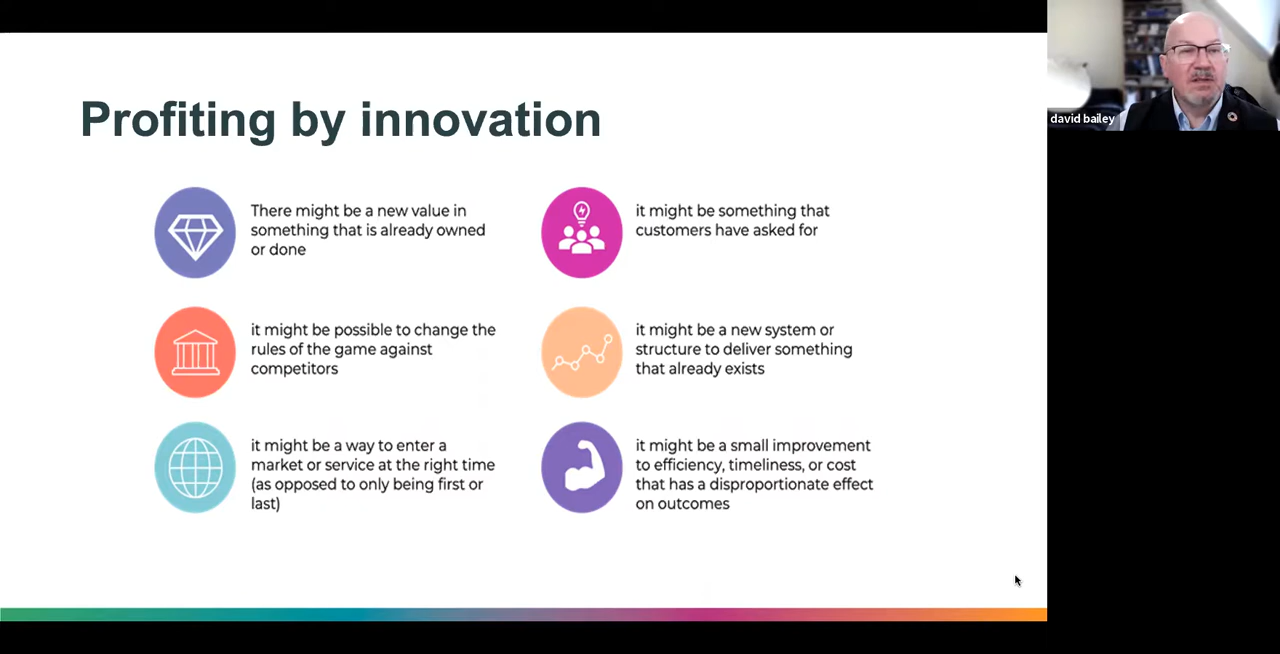 Profiting by innovation
There might be a new value in
something that is already owned
or done
it might be something that
customers have asked for
it might be possible to change the
rules of the game against
competitors
it might be a new system or
structure to deliver something
that already exists
it might be a way to enter a
market or service at the right time
(as opposed to only being first or
last)
it might be a small improvement
to efficiency, timeliness, or cost
that has a disproportionate effect
on outcomes
david bailey